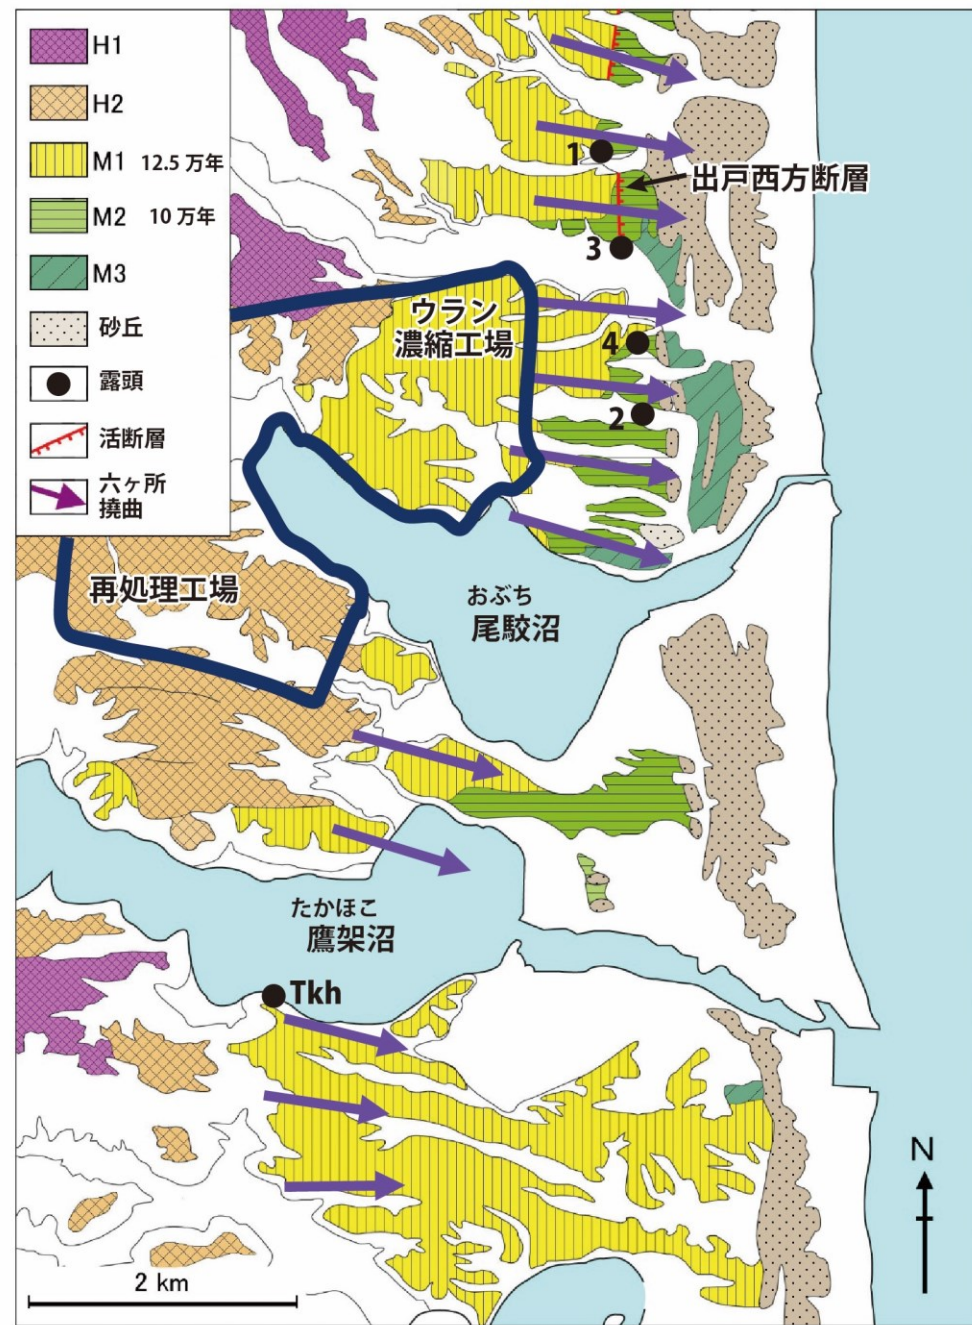 H1
H2
M1 12.5 万年
M2 10 万年
M3
砂丘
露頭
活断層
六ヶ所
撓曲
1
出戸西方断層
3
ウラン
濃縮工場
4
2
再処理工場
おぶち
尾駮沼
たかほこ
鷹架沼
Tkh
N
2 km